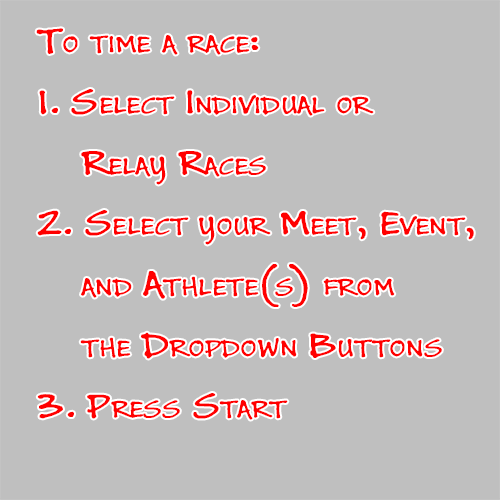 To time a race:
1. Select Individual or
Relay Races
2. Select your Meet, Event,
and Athlete(s) from
the Dropdown Buttons
3. Press Start